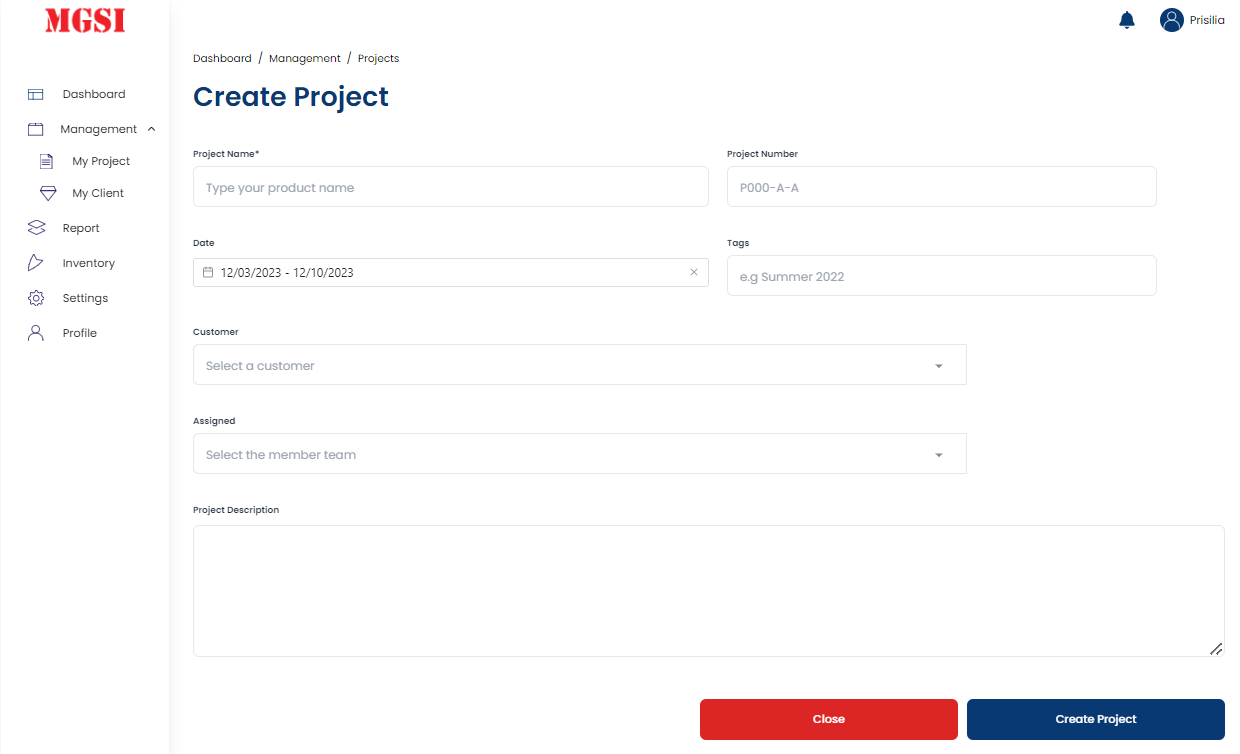 MGSI
Prisilia
Dashboard / Management / Projects
Create Project
Dashboard
Management
My Project
My Client
Report
Inventory
Settings
Profile
Project Name*
Project Number
Type your product name
P000-A-A
Date
Tags
12/03/2023 - 12/10/2023
e.g Summer 2022
Customer
Select a customer
Assigned
Select the member team
Project Description
Close
Create Project